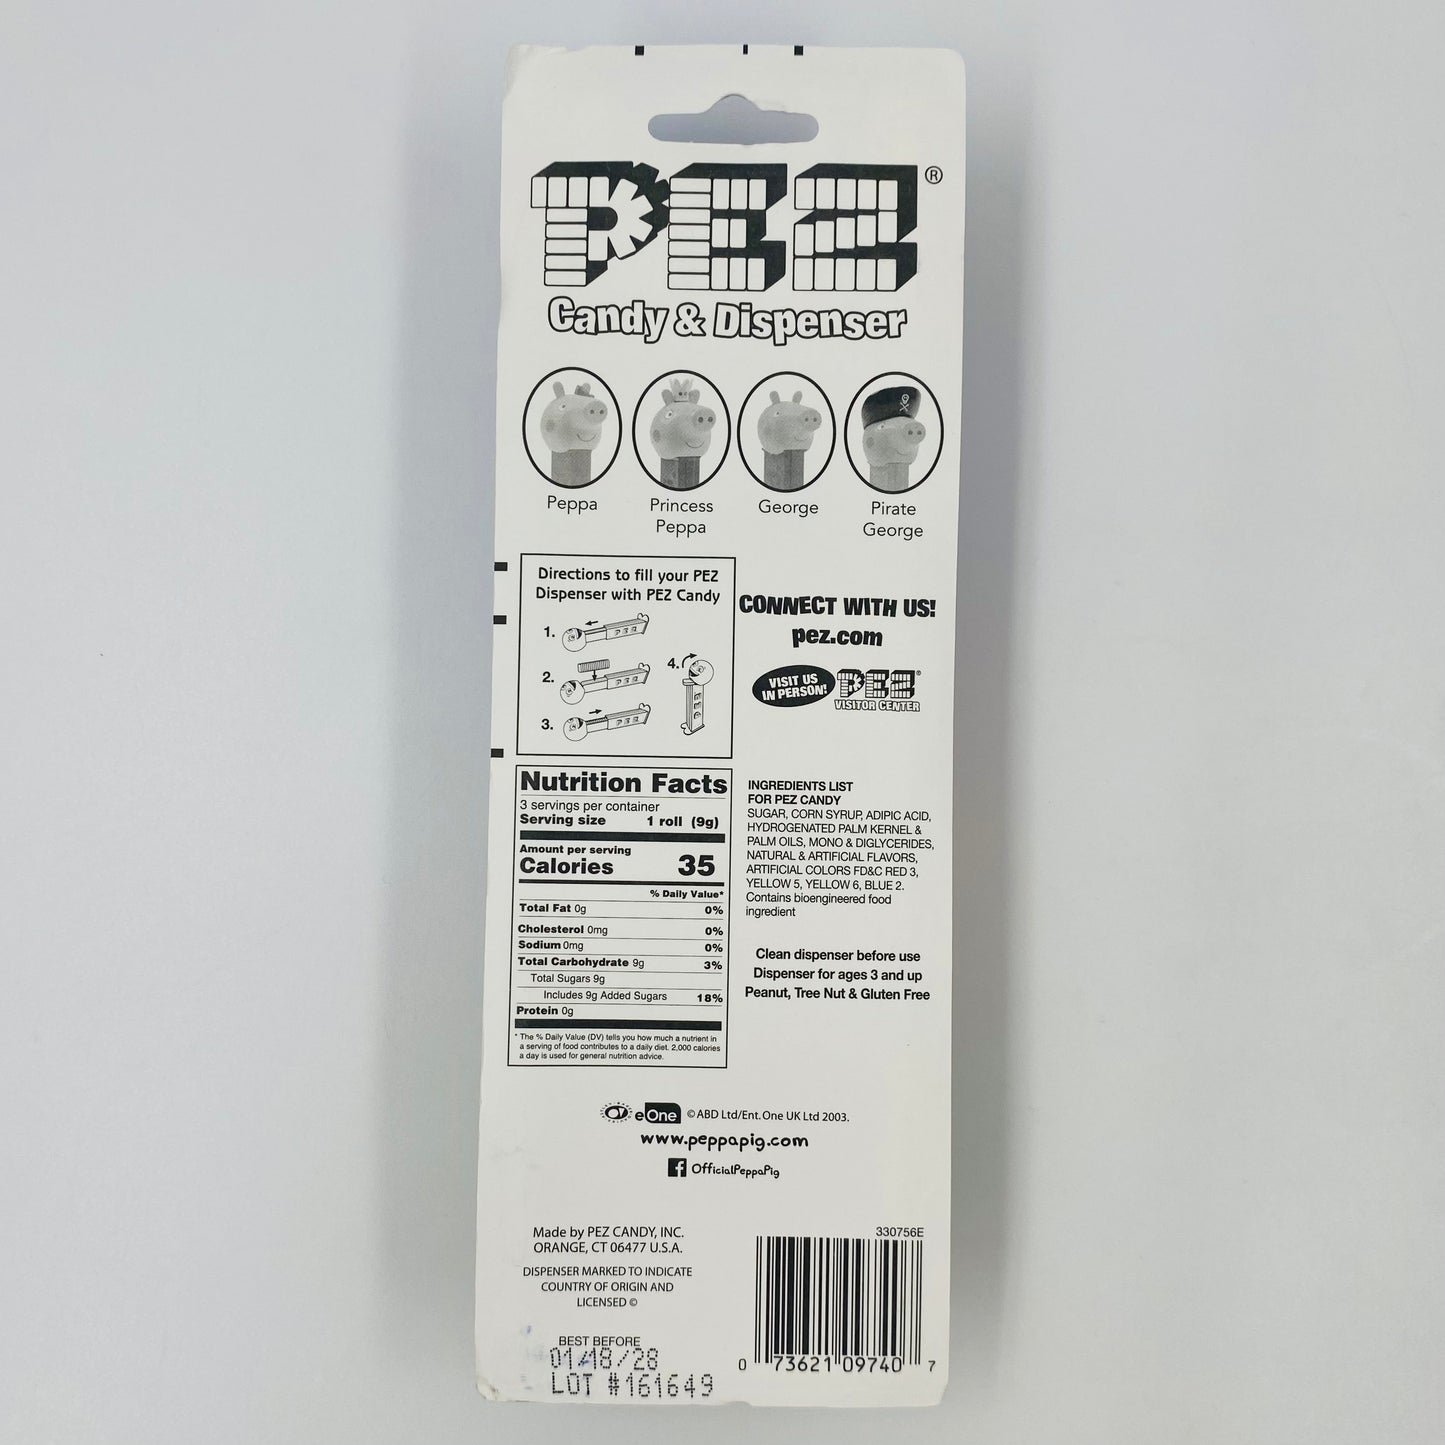 PEZ®
Candy & Dispenser
Peppa
Princess
Peppa
George
Pirate
George
Directions to fill your PEZ
Dispenser with PEZ Candy
1.
PEZ
2.
PEZ
3.
PEZ
4.
PEZ
CONNECT WITH US!
pez.com
VISIT US
IN PERSON!
PEZ®
VISITOR CENTER
Nutrition Facts
3 servings per container
Serving size 1 roll (9g)
Amount per serving
Calories 35
% Daily Value*
Total Fat 0g 0%
Cholesterol 0mg 0%
Sodium 0mg 0%
Total Carbohydrate 9g 3%
Total Sugars 9g
Includes 9g Added Sugars 18%
Protein 0g
* The % Daily Value (DV) tells you how much a nutrient in
a serving of food contributes to a daily diet. 2,000 calories
a day is used for general nutrition advice.
INGREDIENTS LIST
FOR PEZ CANDY
SUGAR, CORN SYRUP, ADIPIC ACID,
HYDROGENATED PALM KERNEL &
PALM OILS, MONO & DIGLYCERIDES,
NATURAL & ARTIFICIAL FLAVORS,
ARTIFICIAL COLORS FD&C RED 3,
YELLOW 5, YELLOW 6, BLUE 2.
Contains bioengineered food
ingredient
Clean dispenser before use
Dispenser for ages 3 and up
Peanut, Tree Nut & Gluten Free
eOne © ABD Ltd/Ent. One UK Ltd 2003.
www.peppapig.com
f OfficialPeppaPig
Made by PEZ CANDY, INC.
ORANGE, CT 06477 U.S.A.
DISPENSER MARKED TO INDICATE
COUNTRY OF ORIGIN AND
LICENSED ©
BEST BEFORE
01/18/28
LOT #161649
330756E
0 73621 09740 7